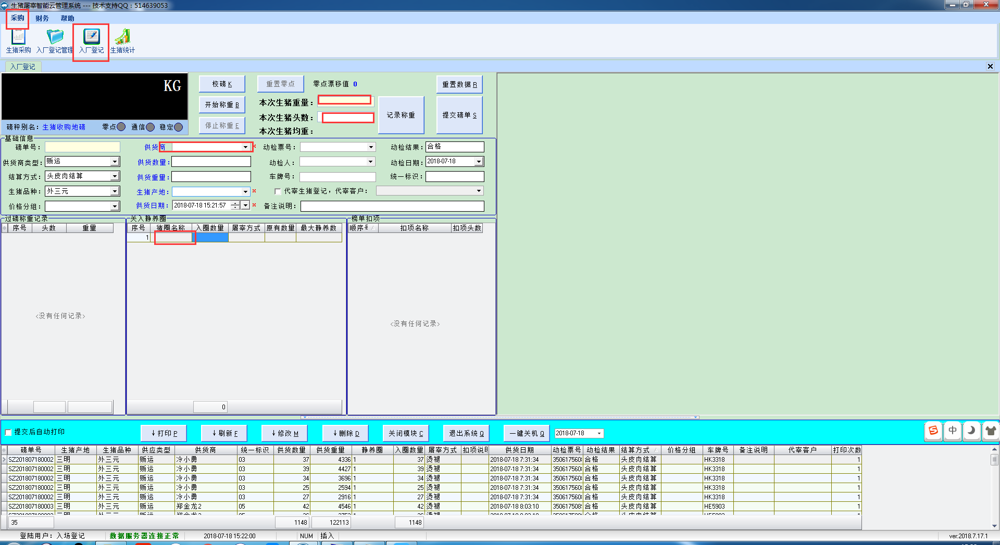 生猪屠宰智能云管理系统 --- 技术支持QQ：514639053
采购 财务 帮助
生猪采购 入厂登记管理 入厂登记 生猪统计
入厂登记
KG
校磅 K 重置零点 零点漂移值 0 重置数据 R
开始称重 B 本次生猪重量： 记录称重 提交磅单 S
本次生猪头数：
停止称重 E 本次生猪均重：
磅秤别名：生猪收购地磅 零点 通信 稳定
基础信息
磅单号： 供货商 * 动检票号： 动检结果： 合格
供货商类型： 贩运 供货数量： 动检人： 动检日期： 2018-07-18
结算方式： 头皮肉结算 供货重量： 车牌号： 统一标识：
生猪品种： 外三元 生猪产地： * 代宰生猪登记，代宰客户：
价格分组： 供货日期： 2018-07-18 15:21:57 * 备注说明：
过磅称重记录 关入静养圈 榜单扣项
序号 头数 重量 序号 猪圈名称 入圈数量 屠宰方式 原有数量 最大静养数 顺序号 扣项名称 扣项头数
1
<没有任何记录> <没有任何记录>
0
提交后自动打印 ↓打印 P ↓刷新 F ↓修改 M ↓删除 D 关闭模块 C 退出系统 Q 一键关机 Q 2018-07-18 中
磅单号 生猪产地 生猪品种 供应类型 供货商 统一标识 供货数量 供货重量 静养圈 入圈数量 屠宰方式 扣项说明 供货日期 动检票号 动检结果 结算方式 价格分组 车牌号 备注说明 代宰客户 打印次数
SZ201807180002 三明 外三元 贩运 冷小勇 03 37 4336 1 37 烫褪 2018-07-18 7:31:34 350617560 合格 头皮肉结算 HK3318 1
SZ201807180002 三明 外三元 贩运 冷小勇 03 39 4427 1 39 烫褪 2018-07-18 7:31:34 350617560 合格 头皮肉结算 HK3318 1
SZ201807180002 三明 外三元 贩运 冷小勇 03 34 3696 1 34 烫褪 2018-07-18 7:31:34 350617560 合格 头皮肉结算 HK3318 1
SZ201807180002 三明 外三元 贩运 冷小勇 03 25 2594 1 25 烫褪 2018-07-18 7:31:34 350617560 合格 头皮肉结算 HK3318 1
SZ201807180002 三明 外三元 贩运 冷小勇 03 27 2916 1 27 烫褪 2018-07-18 7:31:34 350617560 合格 头皮肉结算 HK3318 1
SZ201807180003 三明 外三元 贩运 郑金龙2 05 42 4546 1 42 烫褪 2018-07-18 8:03:10 350617508 合格 头皮肉结算 HE5903 1
35 1148 122113 1148
登陆用户：入场登记 数据服务器连接正常 2018-07-18 15:22:00 NUM 插入 ver:2018.7.17.1